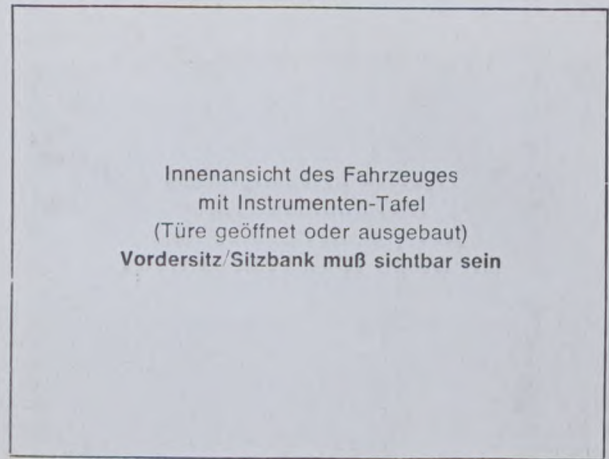 Innenansicht des Fahrzeuges
mit Instrumenten-Tafel
(Türe geöffnet oder ausgebaut)
Vordersitz/Sitzbank muß sichtbar sein